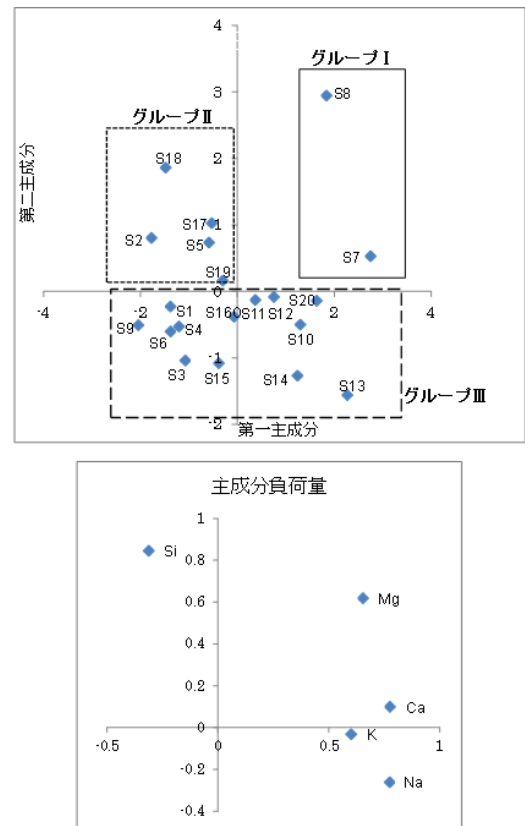 4
グループⅠ
3
S8
グループⅡ
第二主成分
2
S18
S17
1
S2
S5
S7
S19
-4
-2
0
2
4
S1
S16
S11
S12
S20
S9
S4
S10
S6
-1
S3
S15
S14
S13
グループⅢ
-2
第一主成分
主成分負荷量
1
Si
0.8
0.6
Mg
0.4
0.2
Ca
0
K
-0.5
0
0.5
1
-0.2
Na
-0.4